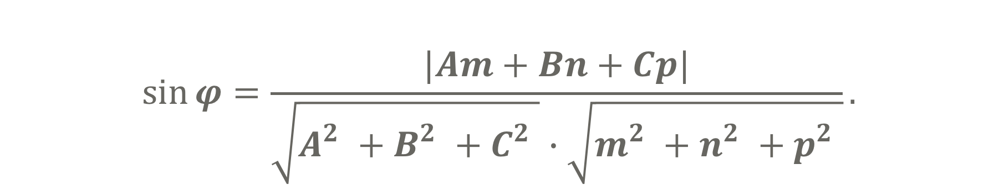 sin φ = |Am + Bn + Cp| / √(A² + B² + C²) · √(m² + n² + p²).